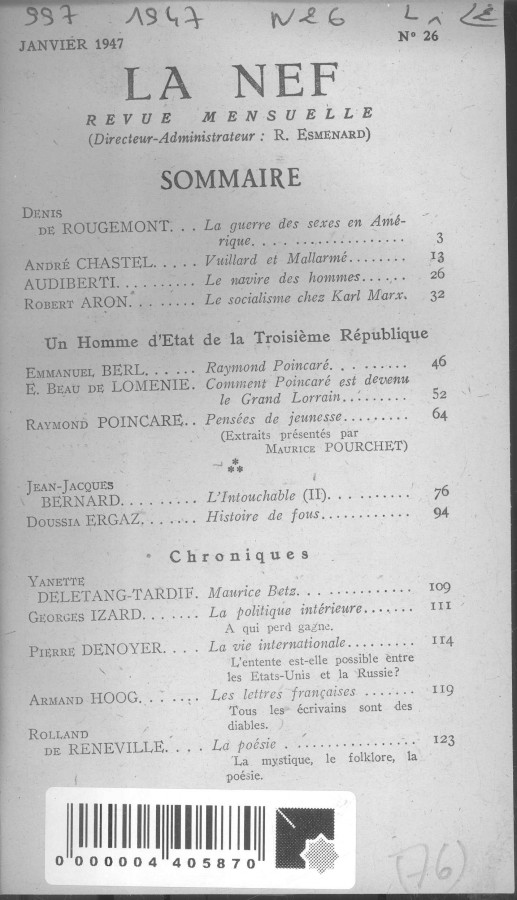 997 1947 N26
JANVIER 1947 N° 26
LA NEF
REVUE MENSUELLE
(Directeur-Administrateur : R. ESMENARD)
SOMMAIRE
DENIS
DE ROUGEMONT. . . La guerre des sexes en Amé-
rique. . . . . . . . . . . . . . . . . . 3
ANDRÉ CHASTEL. . . . . Vuillard et Mallarmé. . . . . . . . 13
AUDIBERTI. . . . . . . . . . Le navire des hommes. . . . . . 26
ROBERT ARON. . . . . . . . Le socialisme chez Karl Marx. 32
Un Homme d'Etat de la Troisième République
EMMANUEL BERL. . . . . . Raymond Poincaré. . . . . . . . . . 46
E. BEAU DE LOMENIE. Comment Poincaré est devenu
le Grand Lorrain. . . . . . . . . 52
RAYMOND POINCARE. . Pensées de jeunesse. . . . . . . . . 64
(Extraits présentés par
MAURICE POURCHET)
*
**
JEAN-JACQUES
BERNARD. . . . . . . . . L'Intouchable (II). . . . . . . . . . 76
DOUSSIA ERGAZ. . . . . . . Histoire de fous. . . . . . . . . . . . 94
Chroniques
YANETTE
DELETANG-TARDIF. Maurice Betz. . . . . . . . . . . . . . 109
GEORGES IZARD. . . . . . . La politique intérieure. . . . . . . 111
A qui perd gagne.
PIERRE DENOYER. . . . . La vie internationale. . . . . . . . . 114
L'entente est-elle possible entre
les Etats-Unis et la Russie?
ARMAND HOOG. . . . . . . . Les lettres françaises . . . . . . . 119
Tous les écrivains sont des
diables.
ROLLAND
DE RENEVILLE. . . . . La poésie . . . . . . . . . . . . . . . . 123
La mystique, le folklore, la
poésie.
0 000004 405870
(76)